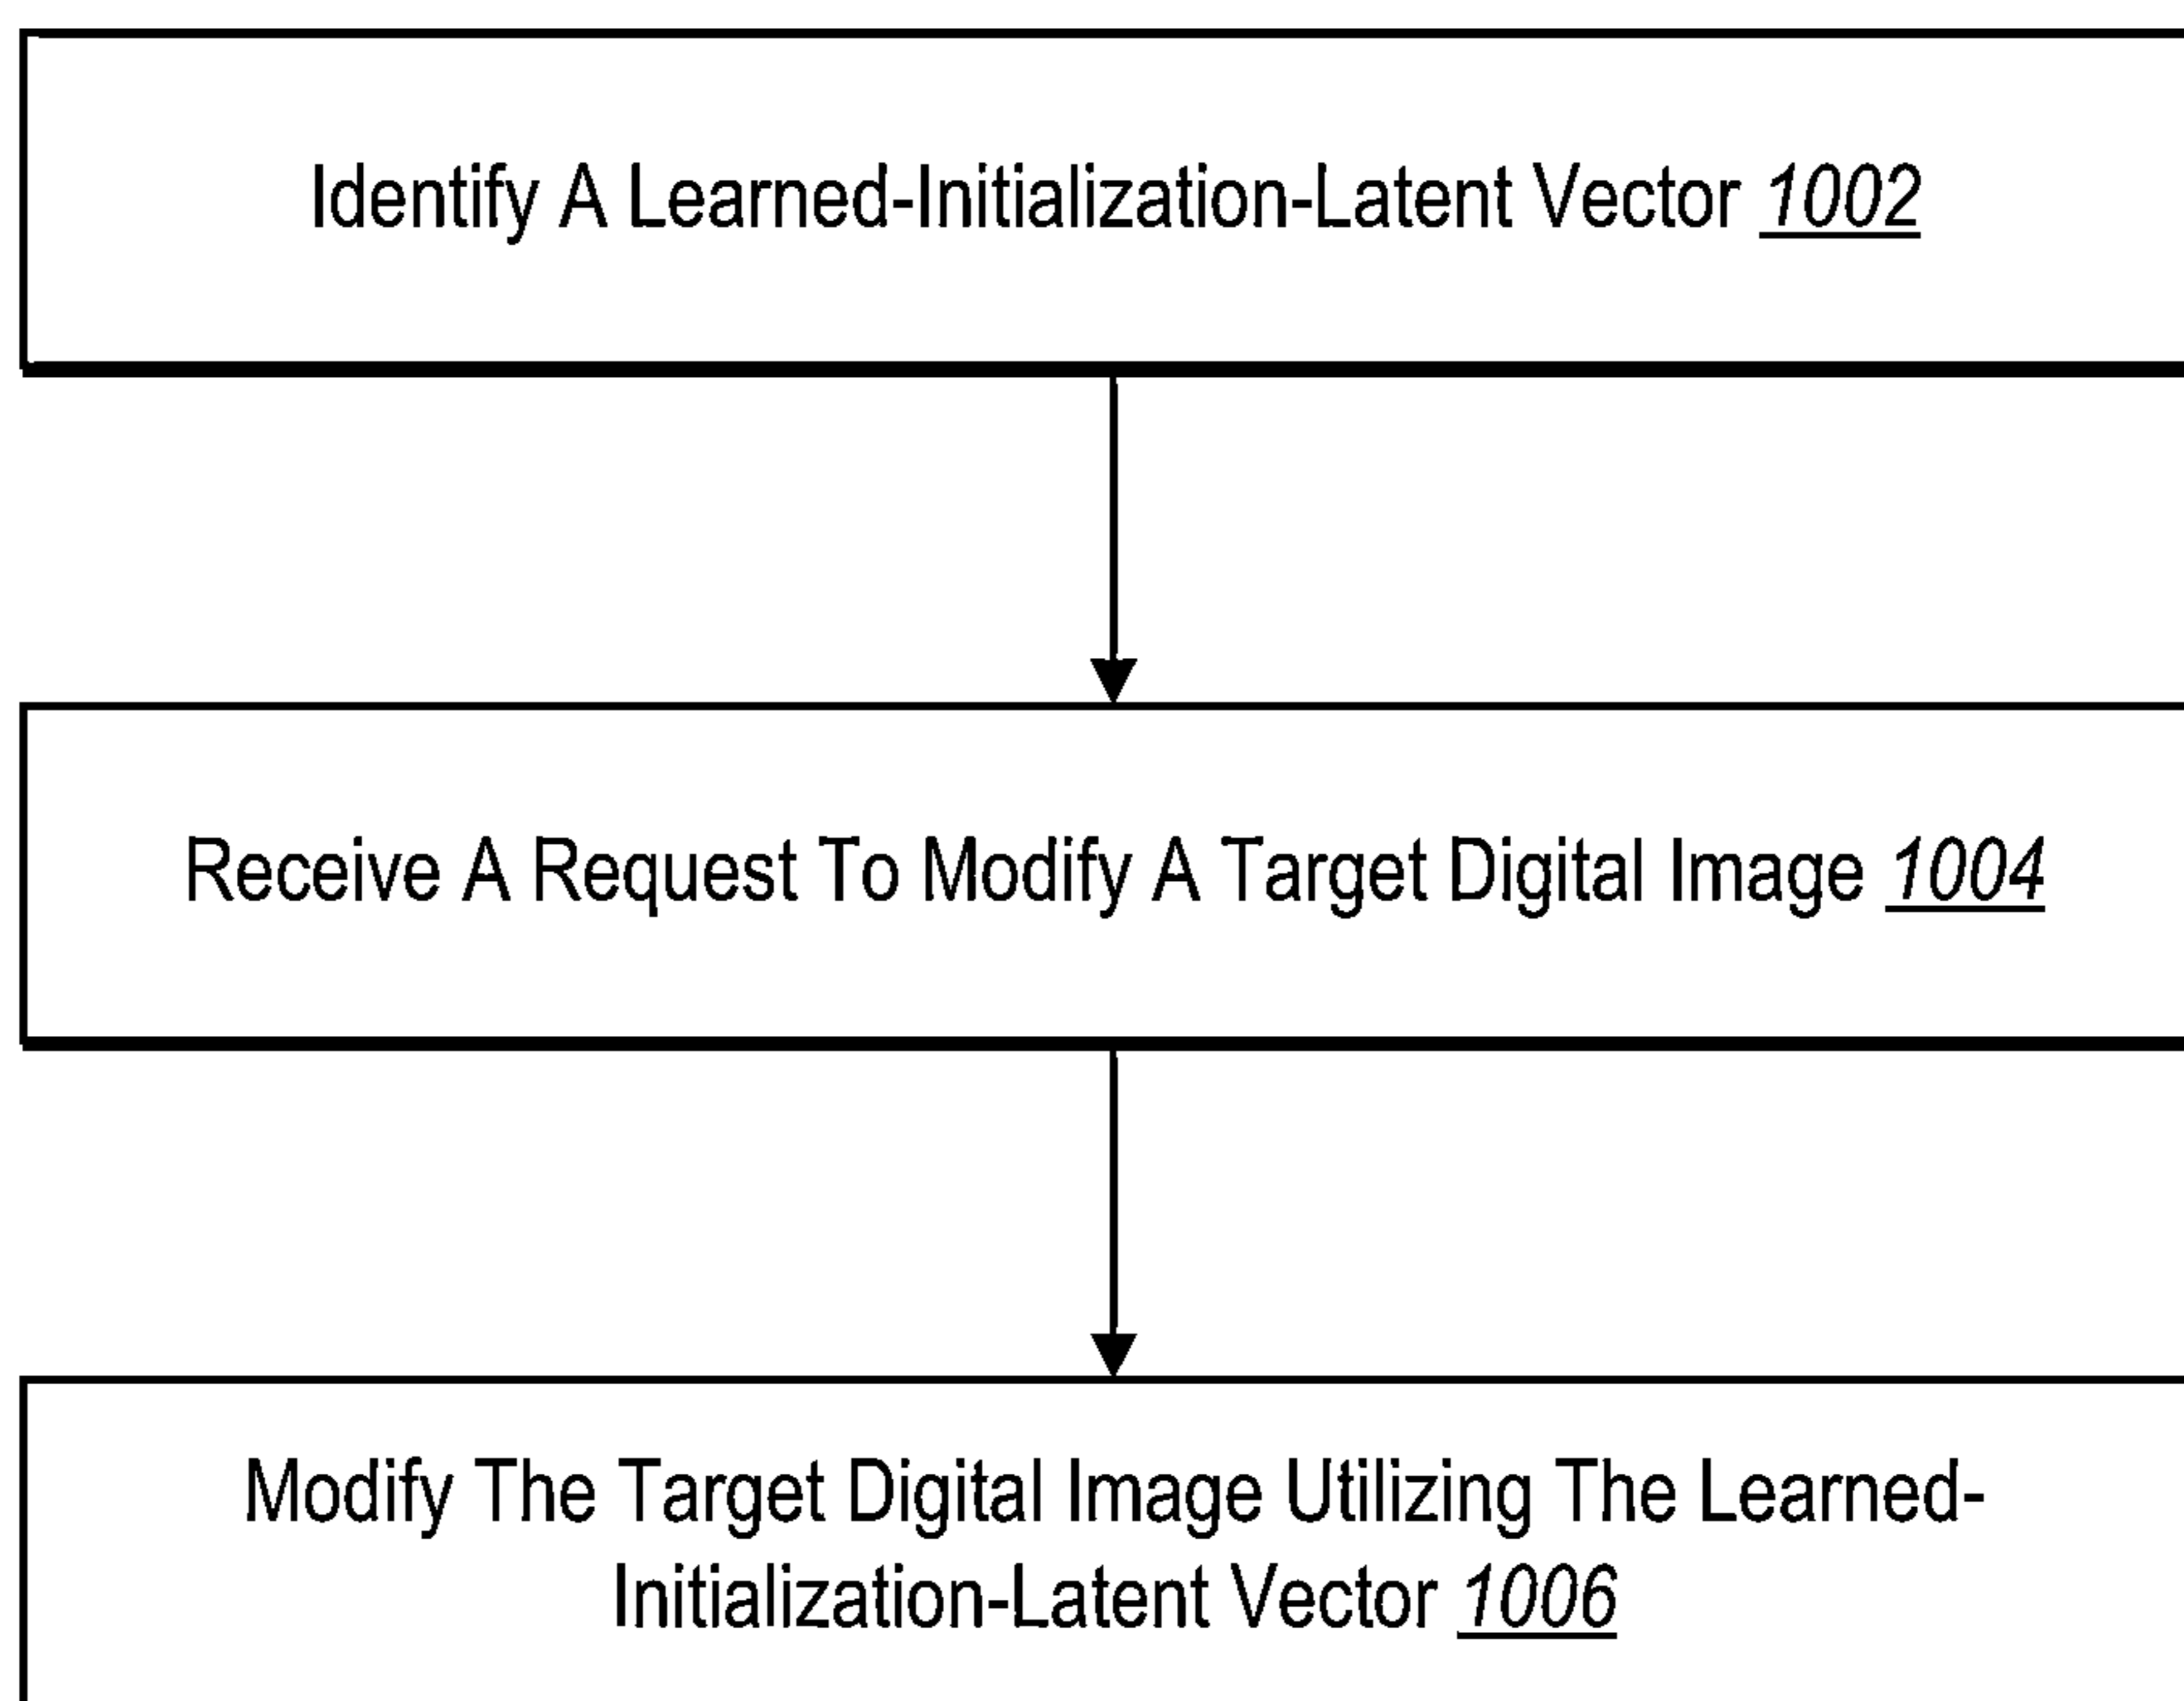 Identify A Learned-Initialization-Latent Vector 1002
Receive A Request To Modify A Target Digital Image 1004
Modify The Target Digital Image Utilizing The Learned-
Initialization-Latent Vector 1006